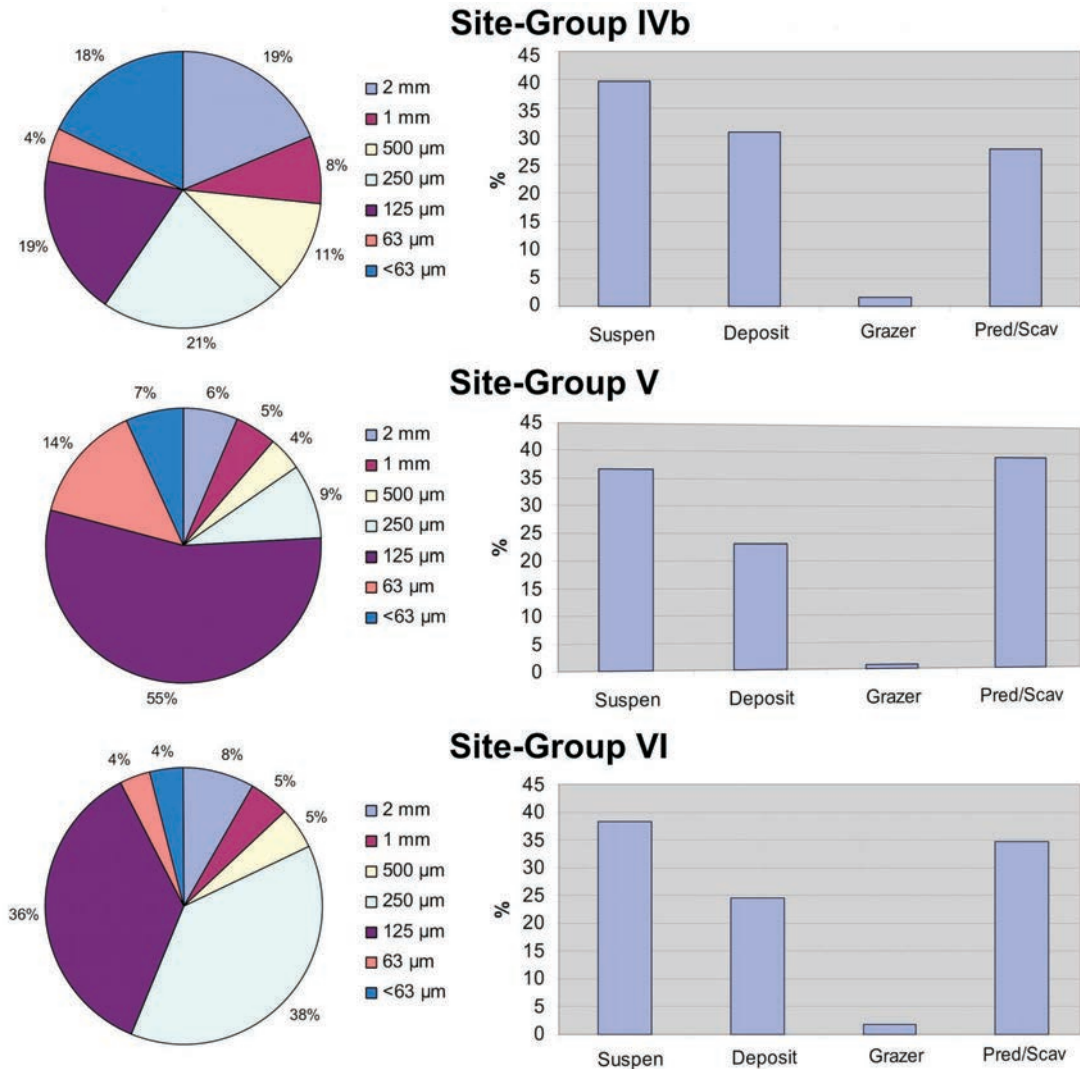 Site-Group IVb
18%
19%
4%
8%
19%
11%
21%
2 mm
1 mm
500 µm
250 µm
125 µm
63 µm
<63 µm
%
45
40
35
30
25
20
15
10
5
0
Suspen Deposit Grazer Pred/Scav
Site-Group V
7%
6%
5%
14%
4%
9%
55%
2 mm
1 mm
500 µm
250 µm
125 µm
63 µm
<63 µm
%
45
40
35
30
25
20
15
10
5
0
Suspen Deposit Grazer Pred/Scav
Site-Group VI
4%
4%
8%
5%
5%
36%
38%
2 mm
1 mm
500 µm
250 µm
125 µm
63 µm
<63 µm
%
45
40
35
30
25
20
15
10
5
0
Suspen Deposit Grazer Pred/Scav